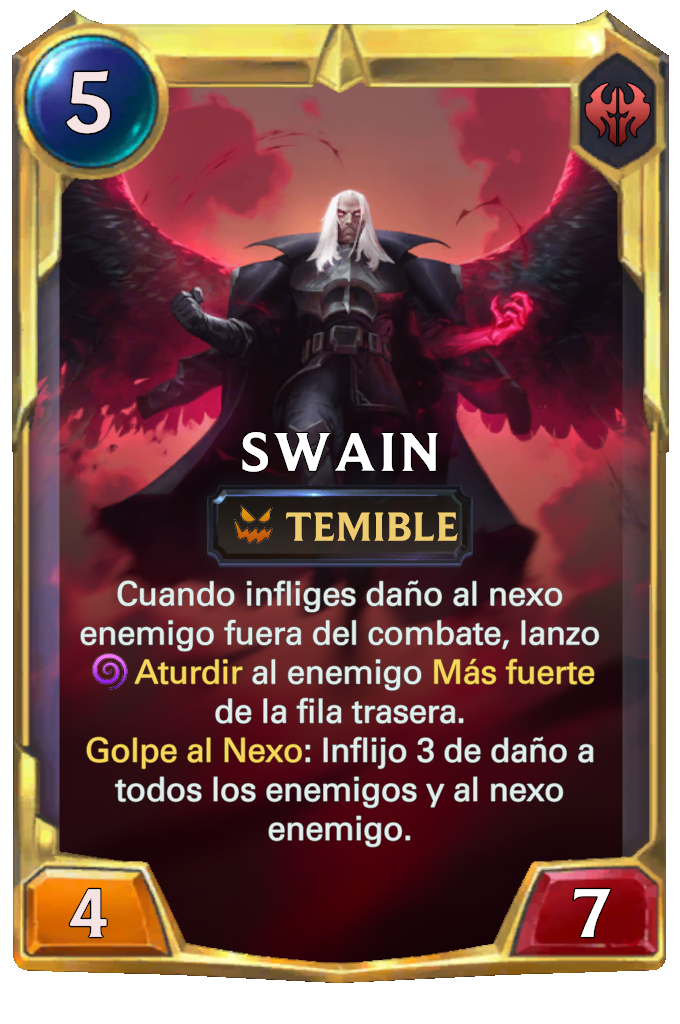 5
SWAIN
TEMIBLE
Cuando infliges daño al nexo
enemigo fuera del combate, lanzo
Aturdir al enemigo Más fuerte
de la fila trasera.
Golpe al Nexo: Inflijo 3 de daño a
todos los enemigos y al nexo
enemigo.
4
7